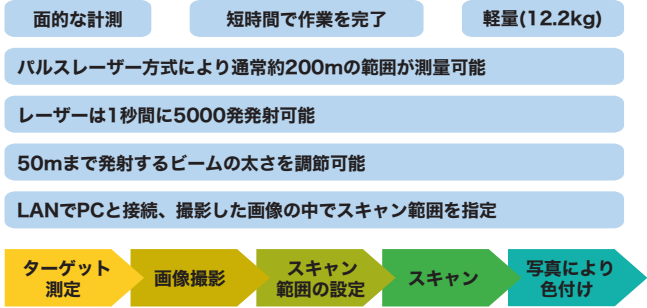 面的な計測
短時間で作業を完了
軽量(12.2kg)
パルスレーザー方式により通常約200mの範囲が測量可能
レーザーは1秒間に5000発発射可能
50mまで発射するビームの太さを調節可能
LANでPCと接続、撮影した画像の中でスキャン範囲を指定
ターゲット
測定
画像撮影
スキャン
範囲の設定
スキャン
写真により
色付け